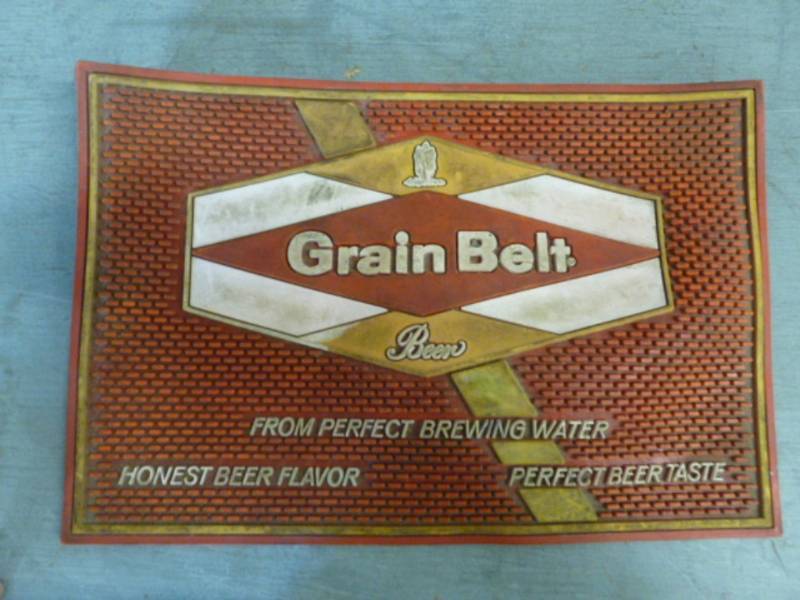 Grain Belt
Beer
FROM PERFECT BREWING WATER
HONEST BEER FLAVOR
PERFECT BEER TASTE